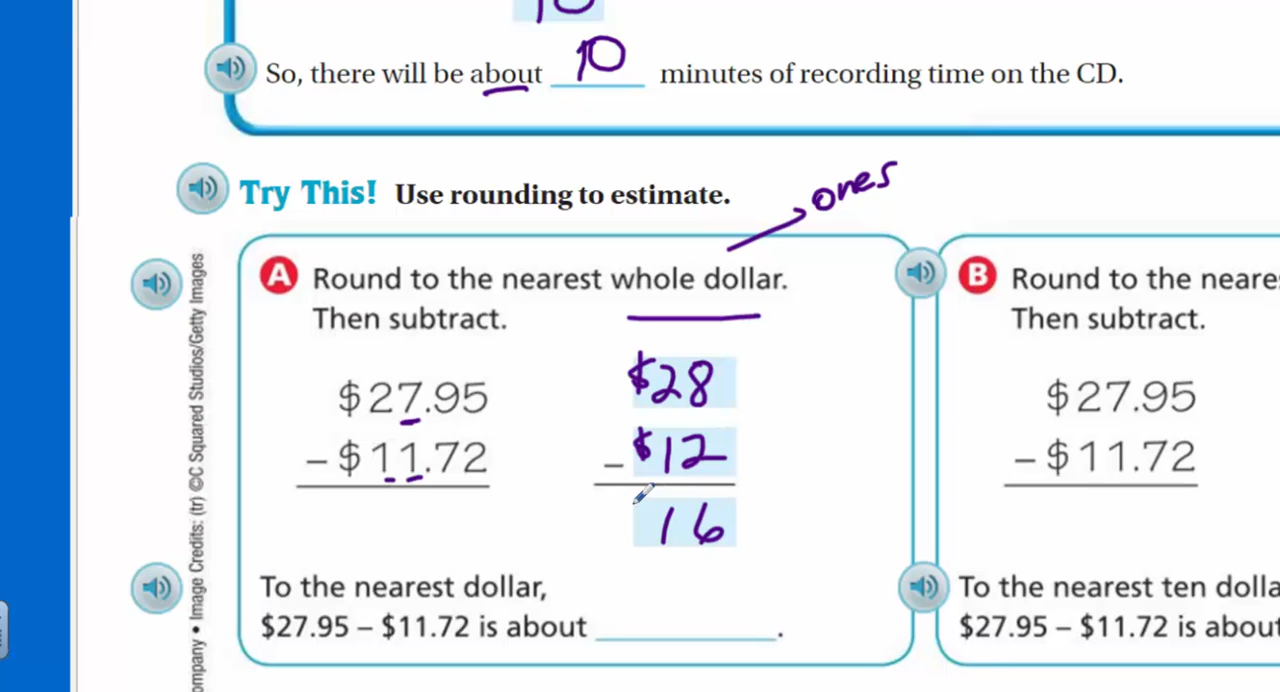 10
So, there will be about 10 minutes of recording time on the CD.
Try This! Use rounding to estimate.
ones
A Round to the nearest whole dollar.
Then subtract.
$27.95
– $11.72
$28
– $12
16
To the nearest dollar,
$27.95 – $11.72 is about ________.
B Round to the neares
Then subtract.
$27.95
– $11.72
To the nearest ten dolla
$27.95 – $11.72 is about
ompany • Image Credits: (tr) ©C Squared Studios/Getty Images